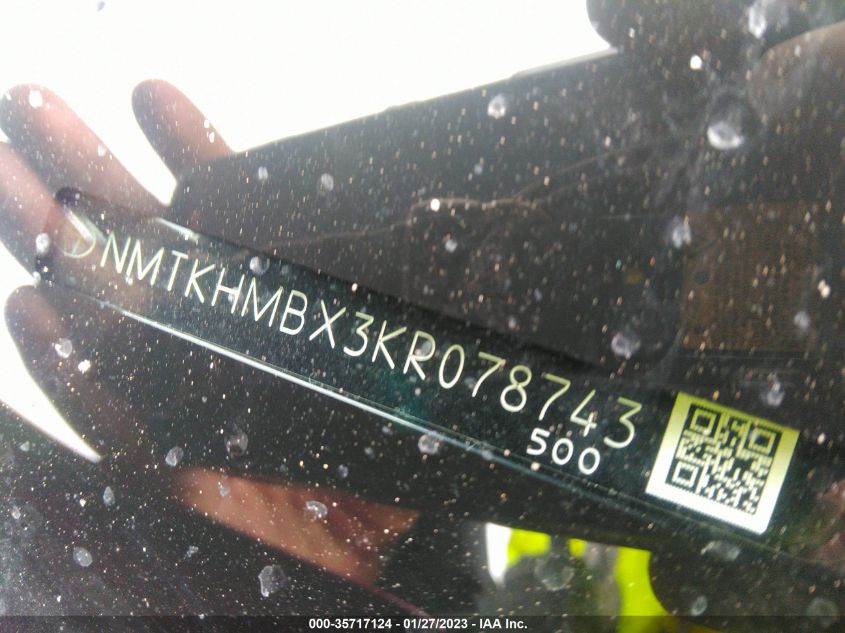 NMTKHMBX3KR078743
500
000-35717124 - 01/27/2023 - IAA Inc.